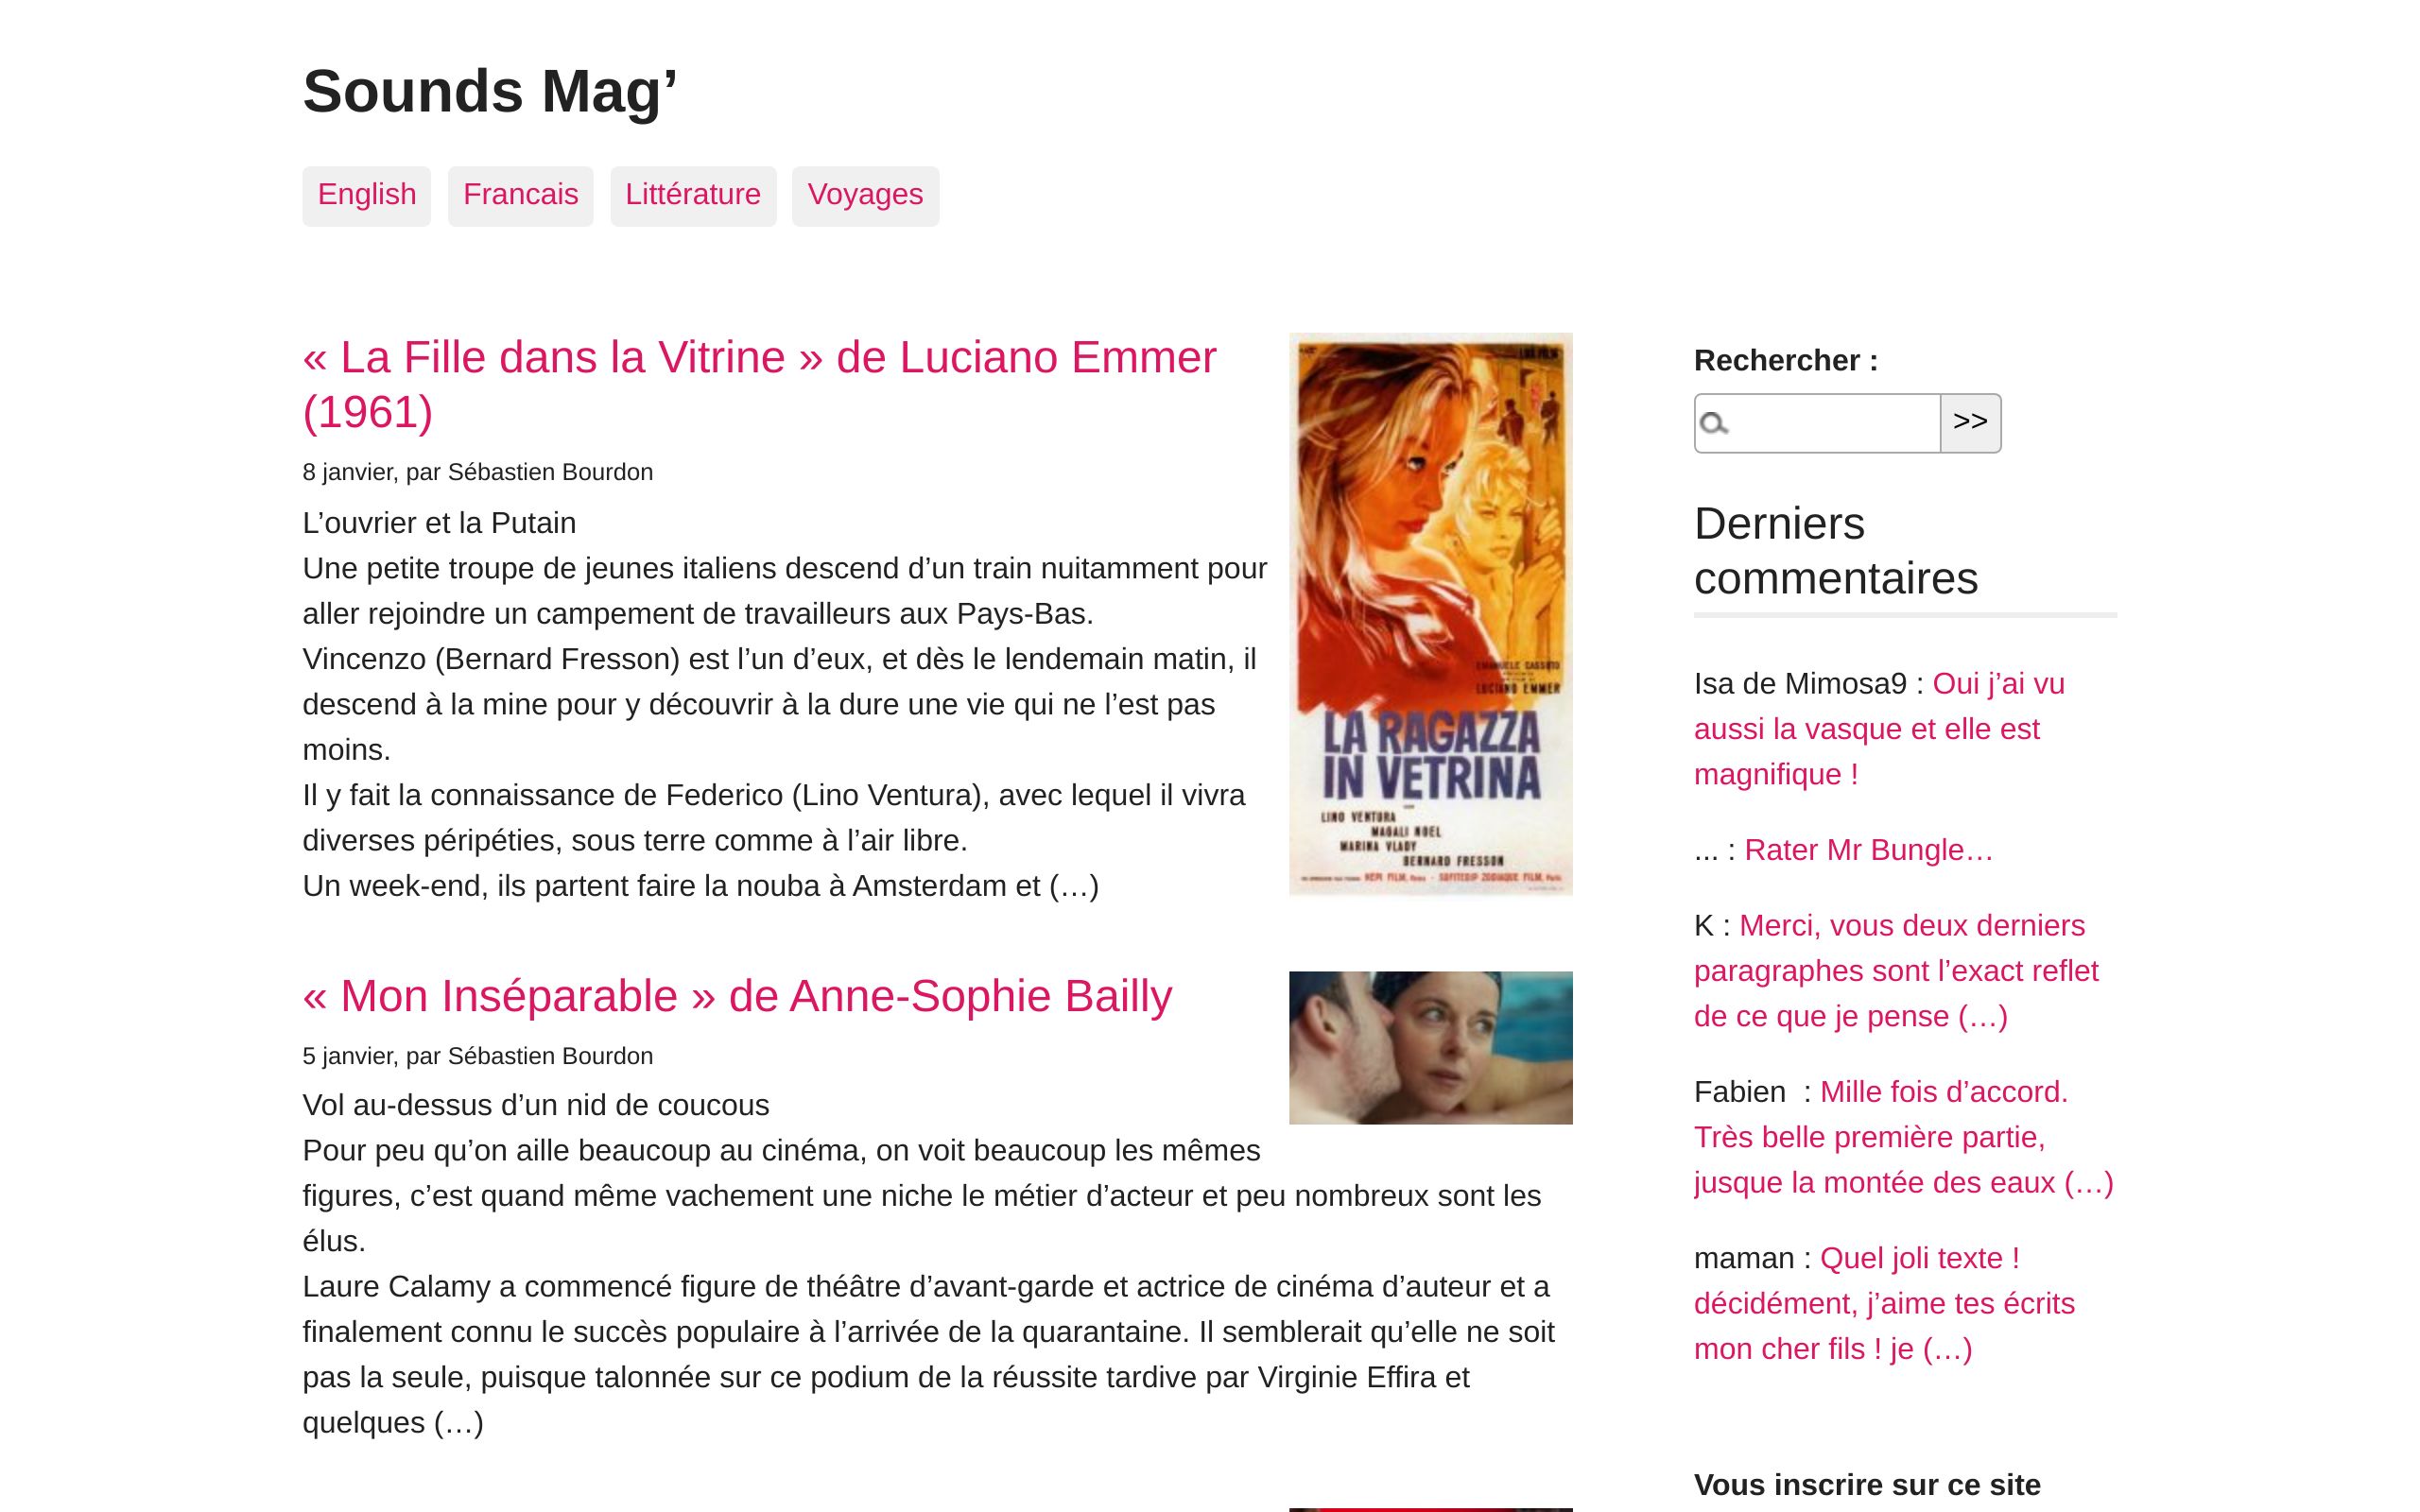 Sounds Mag’
English
Francais
Littérature
Voyages
« La Fille dans la Vitrine » de Luciano Emmer
(1961)
8 janvier, par Sébastien Bourdon
L’ouvrier et la Putain
Une petite troupe de jeunes italiens descend d’un train nuitamment pour
aller rejoindre un campement de travailleurs aux Pays-Bas.
Vincenzo (Bernard Fresson) est l’un d’eux, et dès le lendemain matin, il
descend à la mine pour y découvrir à la dure une vie qui ne l’est pas
moins.
Il y fait la connaissance de Federico (Lino Ventura), avec lequel il vivra
diverses péripéties, sous terre comme à l’air libre.
Un week-end, ils partent faire la nouba à Amsterdam et (…)
EMANUELE CASSUTO
LUCIANO EMMER
LA RAGAZZA
IN VETRINA
LINO VENTURA
MAGALI NOEL
MARINA VLADY
BERNARD FRESSON
« Mon Inséparable » de Anne-Sophie Bailly
5 janvier, par Sébastien Bourdon
Vol au-dessus d’un nid de coucous
Pour peu qu’on aille beaucoup au cinéma, on voit beaucoup les mêmes
figures, c’est quand même vachement une niche le métier d’acteur et peu nombreux sont les
élus.
Laure Calamy a commencé figure de théâtre d’avant-garde et actrice de cinéma d’auteur et a
finalement connu le succès populaire à l’arrivée de la quarantaine. Il semblerait qu’elle ne soit
pas la seule, puisque talonnée sur ce podium de la réussite tardive par Virginie Effira et
quelques (…)
Rechercher :
>>
Derniers
commentaires
Isa de Mimosa9 : Oui j’ai vu
aussi la vasque et elle est
magnifique !
... : Rater Mr Bungle…
K : Merci, vous deux derniers
paragraphes sont l’exact reflet
de ce que je pense (…)
Fabien  : Mille fois d’accord.
Très belle première partie,
jusque la montée des eaux (…)
maman : Quel joli texte !
décidément, j’aime tes écrits
mon cher fils ! je (…)
Vous inscrire sur ce site